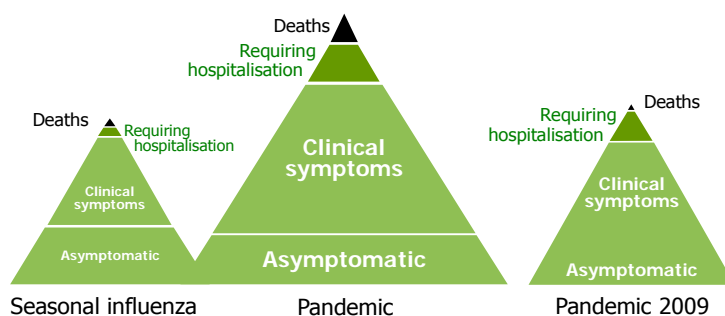 Deaths
Requiring
hospitalisation
Clinical
symptoms
Asymptomatic
Seasonal influenza
Deaths
Requiring
hospitalisation
Clinical
symptoms
Asymptomatic
Pandemic
Deaths
Requiring
hospitalisation
Clinical
symptoms
Asymptomatic
Pandemic 2009